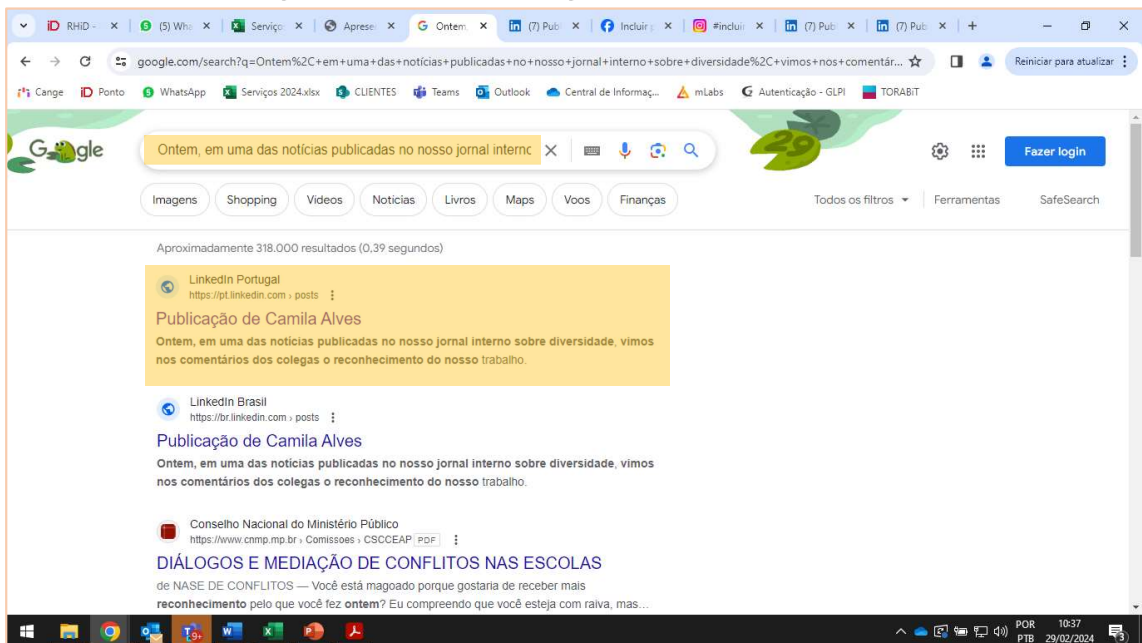 RHiD -
(5) Wha
Serviço
Aprese
Ontem,
(7) Pub
Incluir
#incluir
(7) Pub
(7) Pub
google.com/search?q=Ontem%2C+em+uma+das+notícias+publicadas+no+nosso+jornal+interno+sobre+diversidade%2C+vimos+nos+comentár...
Reiniciar para atualizar
Cange Ponto WhatsApp Serviços 2024.xlsx CLIENTES Teams Outlook Central de Informaç... mLabs Autenticação - GLPI TORABiT
Google
Ontem, em uma das notícias publicadas no nosso jornal interno
29
Fazer login
Imagens Shopping Videos Noticias Livros Maps Voos Finanças Todos os filtros Ferramentas SafeSearch
Aproximadamente 318.000 resultados (0,39 segundos)
LinkedIn Portugal
https://pt.linkedin.com › posts
Publicação de Camila Alves
Ontem, em uma das notícias publicadas no nosso jornal interno sobre diversidade, vimos
nos comentários dos colegas o reconhecimento do nosso trabalho.
LinkedIn Brasil
https://br.linkedin.com › posts
Publicação de Camila Alves
Ontem, em uma das notícias publicadas no nosso jornal interno sobre diversidade, vimos
nos comentários dos colegas o reconhecimento do nosso trabalho.
Conselho Nacional do Ministério Público
https://www.cnmp.mp.br › Comissoes › CSCCEAP PDF
DIÁLOGOS E MEDIAÇÃO DE CONFLITOS NAS ESCOLAS
de NASE DE CONFLITOS — Você está magoado porque gostaria de receber mais
reconhecimento pelo que você fez ontem? Eu compreendo que você esteja com raiva, mas...
POR 10:37
PTB 29/02/2024